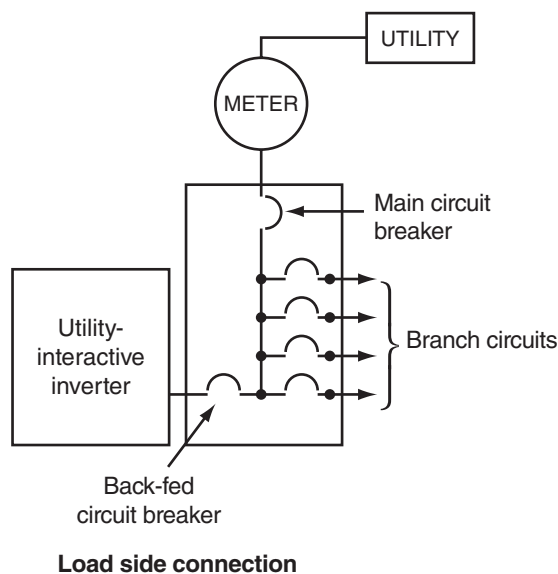 UTILITY
METER
Main circuit
breaker
Utility-
interactive
inverter
Branch circuits
Back-fed
circuit breaker
Load side connection